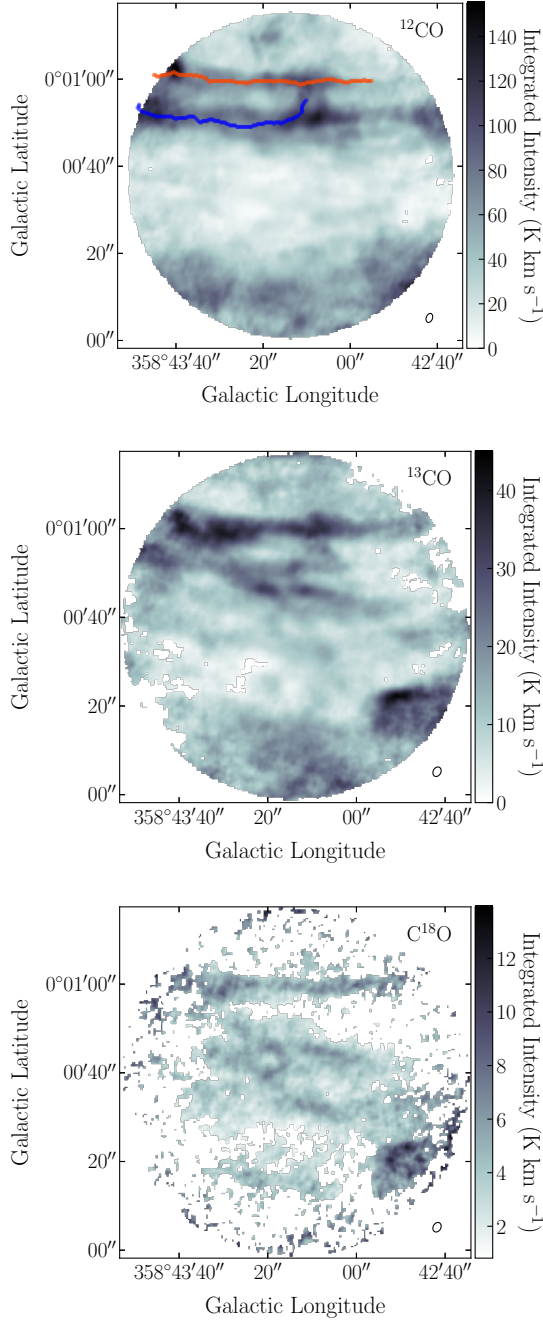 ¹²CO
0°01′00″
00′40″
20″
00″
Galactic Latitude
358°43′40″ 20″ 00″ 42′40″
Galactic Longitude
140
120
100
80
60
40
20
0
Integrated Intensity (K km s⁻¹)
¹³CO
0°01′00″
00′40″
20″
00″
Galactic Latitude
358°43′40″ 20″ 00″ 42′40″
Galactic Longitude
40
30
20
10
0
Integrated Intensity (K km s⁻¹)
C¹⁸O
0°01′00″
00′40″
20″
00″
Galactic Latitude
358°43′40″ 20″ 00″ 42′40″
Galactic Longitude
12
10
8
6
4
2
Integrated Intensity (K km s⁻¹)